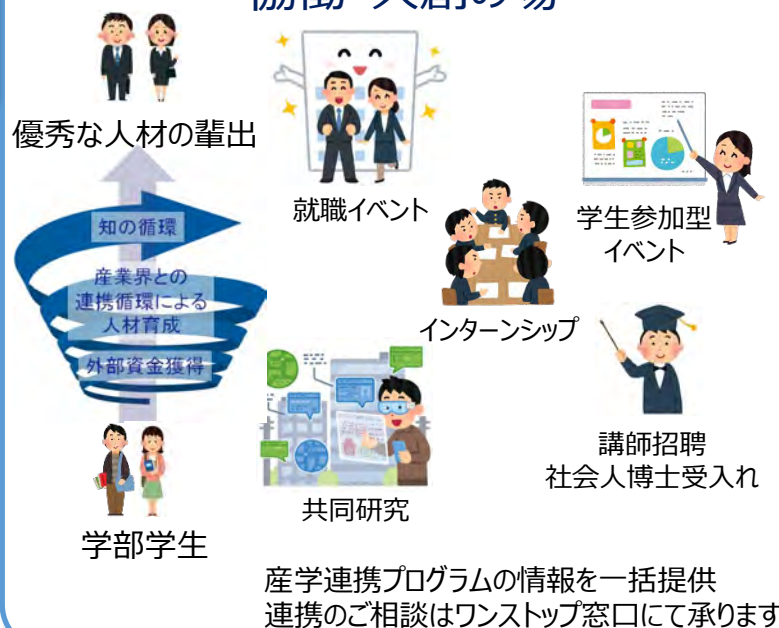 優秀な人材の輩出
知の循環
産業界との
連携循環による
人材育成
外部資金獲得
学部学生
就職イベント
学生参加型
イベント
インターンシップ
共同研究
講師招聘
社会人博士受入れ
産学連携プログラムの情報を一括提供
連携のご相談はワンストップ窓口にて承ります